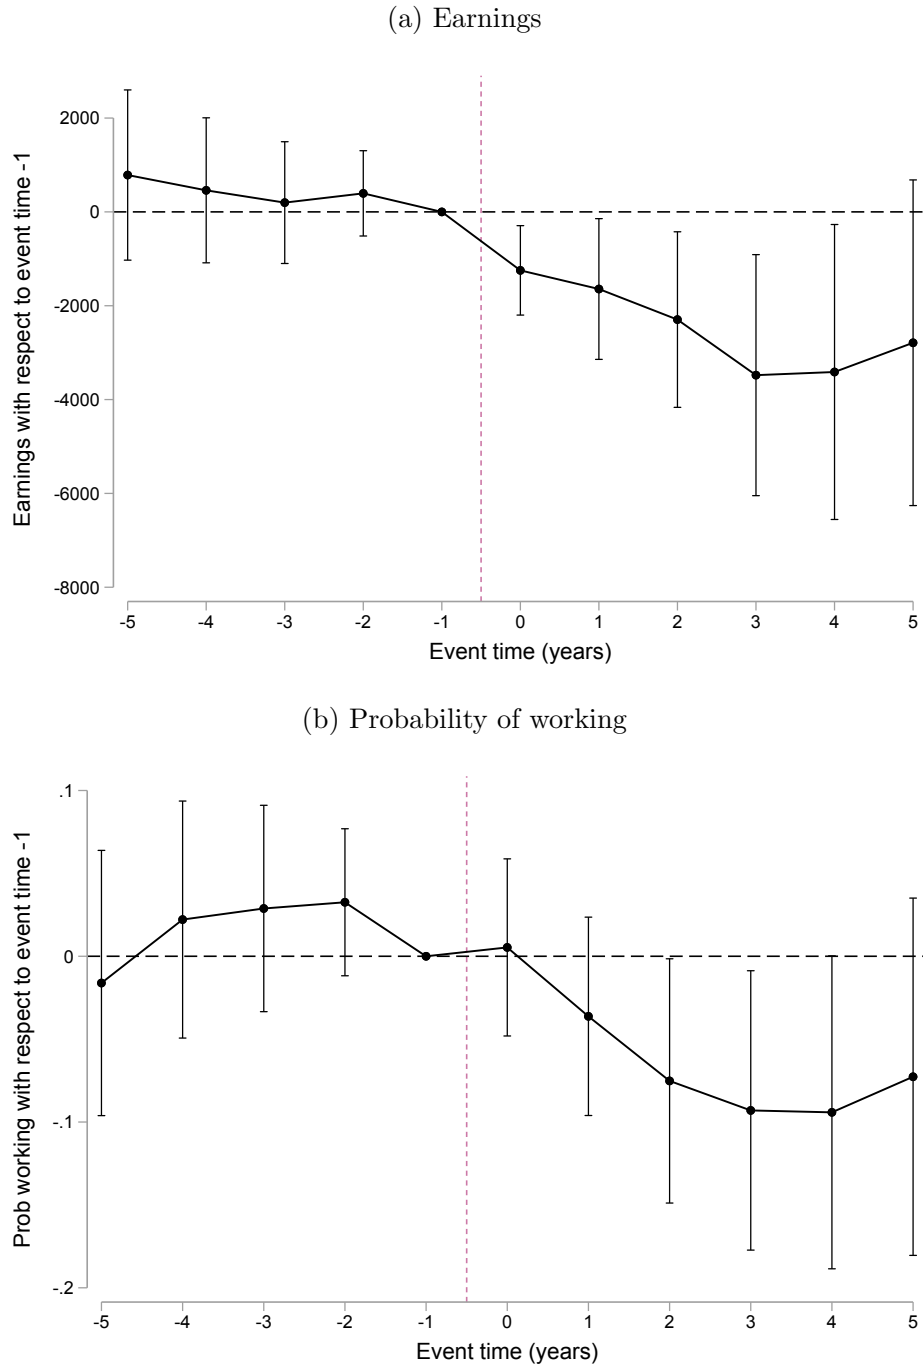 (a) Earnings
Earnings with respect to event time -1
2000
0
-2000
-4000
-6000
-8000
-5 -4 -3 -2 -1 0 1 2 3 4 5
Event time (years)
(b) Probability of working
Prob working with respect to event time -1
.1
0
-.1
-.2
-5 -4 -3 -2 -1 0 1 2 3 4 5
Event time (years)